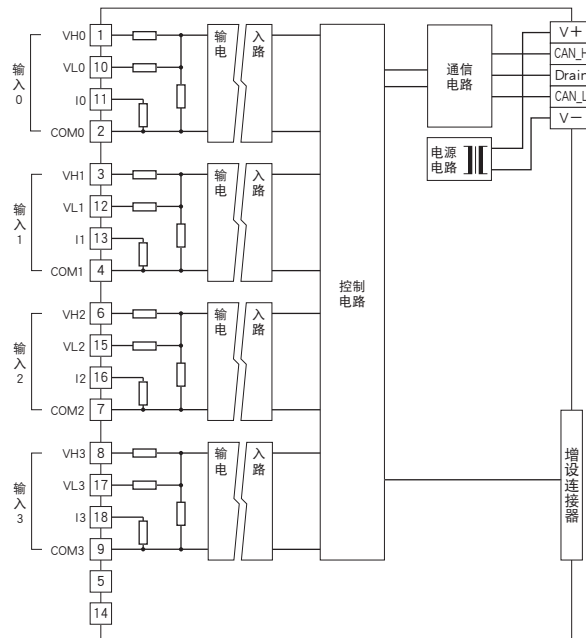 输入0
VH0 1
VL0 10
I0 11
COM0 2
输入电路
输入1
VH1 3
VL1 12
I1 13
COM1 4
输入电路
输入2
VH2 6
VL2 15
I2 16
COM2 7
输入电路
输入3
VH3 8
VL3 17
I3 18
COM3 9
输入电路
5
14
控制
电路
通信
电路
电源
电路
V+
CAN_H
Drain
CAN_L
V−
增设连接器